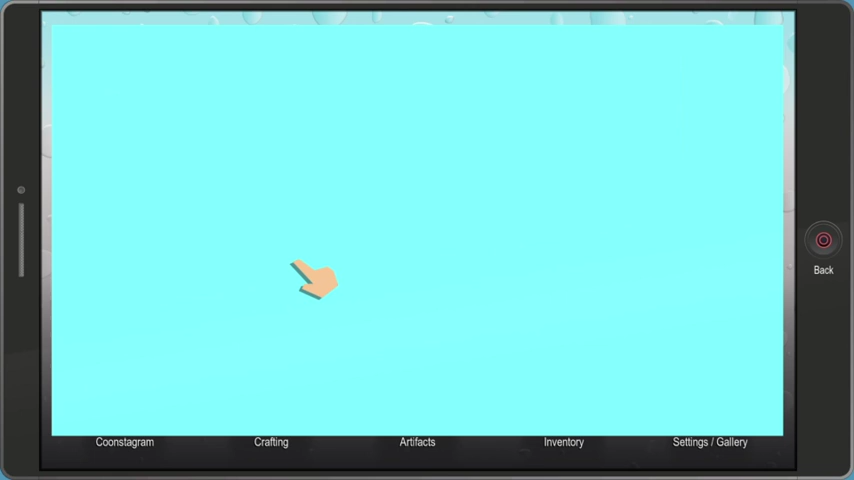 Back
Coonstagram
Crafting
Artifacts
Inventory
Settings / Gallery